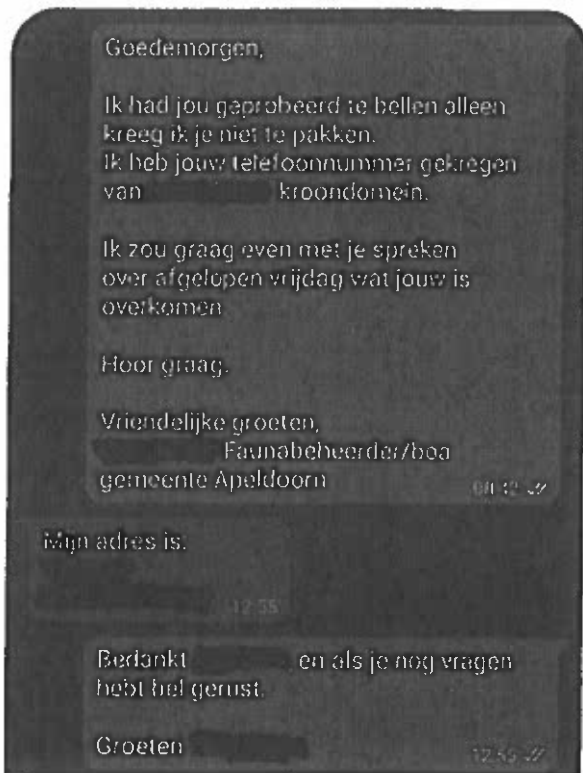 Goedemorgen,
Ik had jou geprobeerd te bellen alleen
kreeg ik je niet te pakken.
Ik heb jouw telefoonnummer gekregen
van kroondomein.
Ik zou graag even met je spreken
over afgelopen vrijdag wat jouw is
overkomen
Hoor graag.
Vriendelijke groeten,
Faunabeheerder/boa
gemeente Apeldoorn
Mijn adres is:
12:55
Bedankt en als je nog vragen
hebt bel gerust.
Groeten
12:55